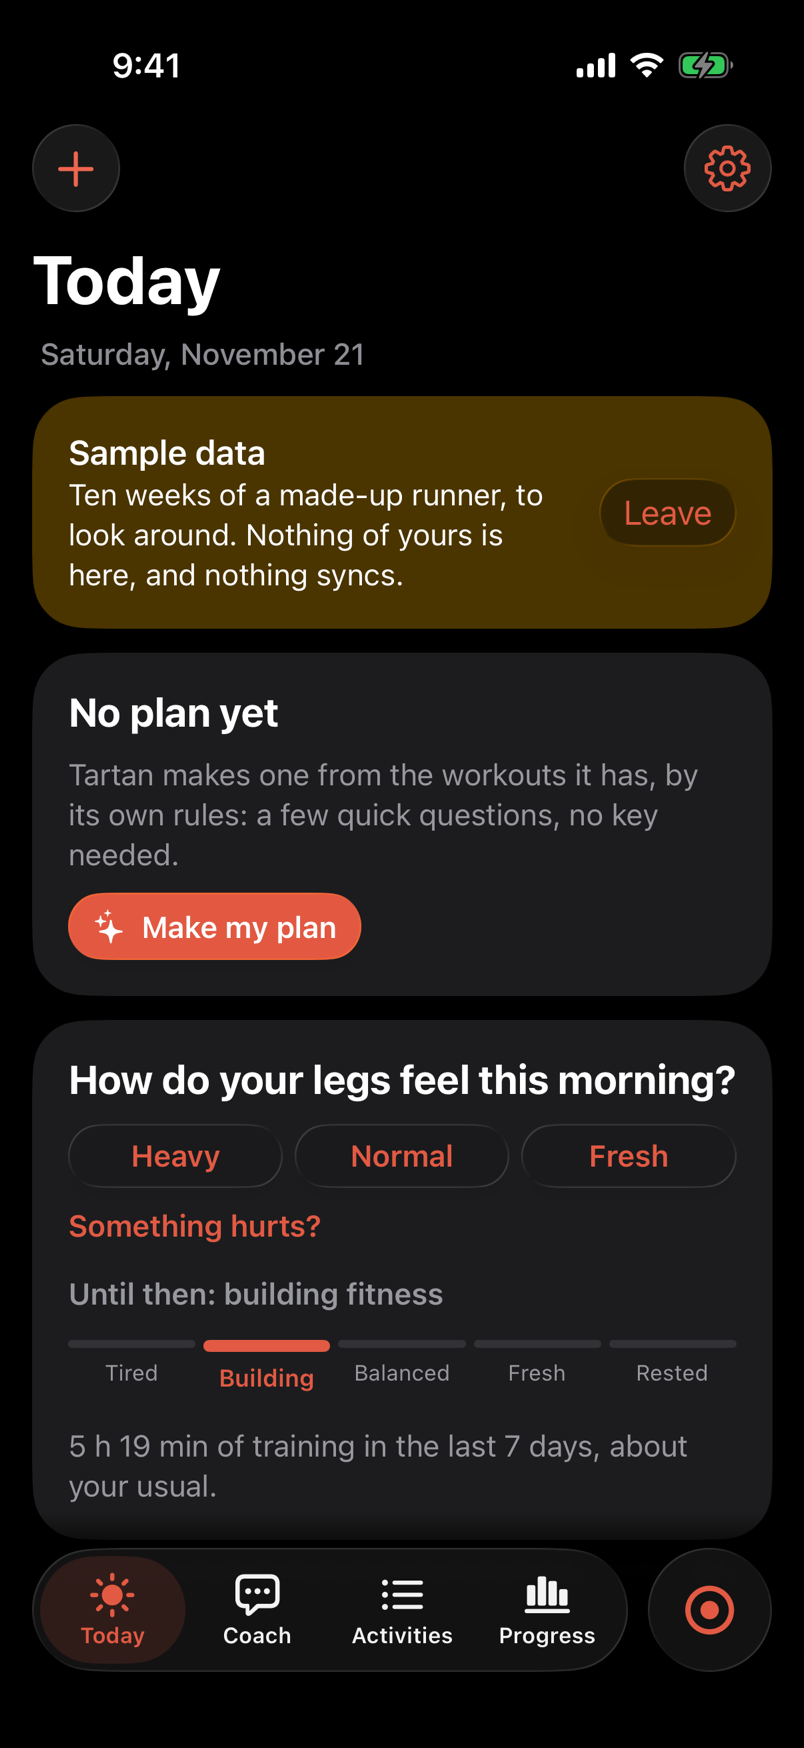 9:41
Today
Saturday, November 21
Sample data
Ten weeks of a made-up runner, to
look around. Nothing of yours is
here, and nothing syncs.
Leave
No plan yet
Tartan makes one from the workouts it has, by
its own rules: a few quick questions, no key
needed.
Make my plan
How do your legs feel this morning?
Heavy Normal Fresh
Something hurts?
Until then: building fitness
Tired Building Balanced Fresh Rested
5 h 19 min of training in the last 7 days, about
your usual.
Today Coach Activities Progress